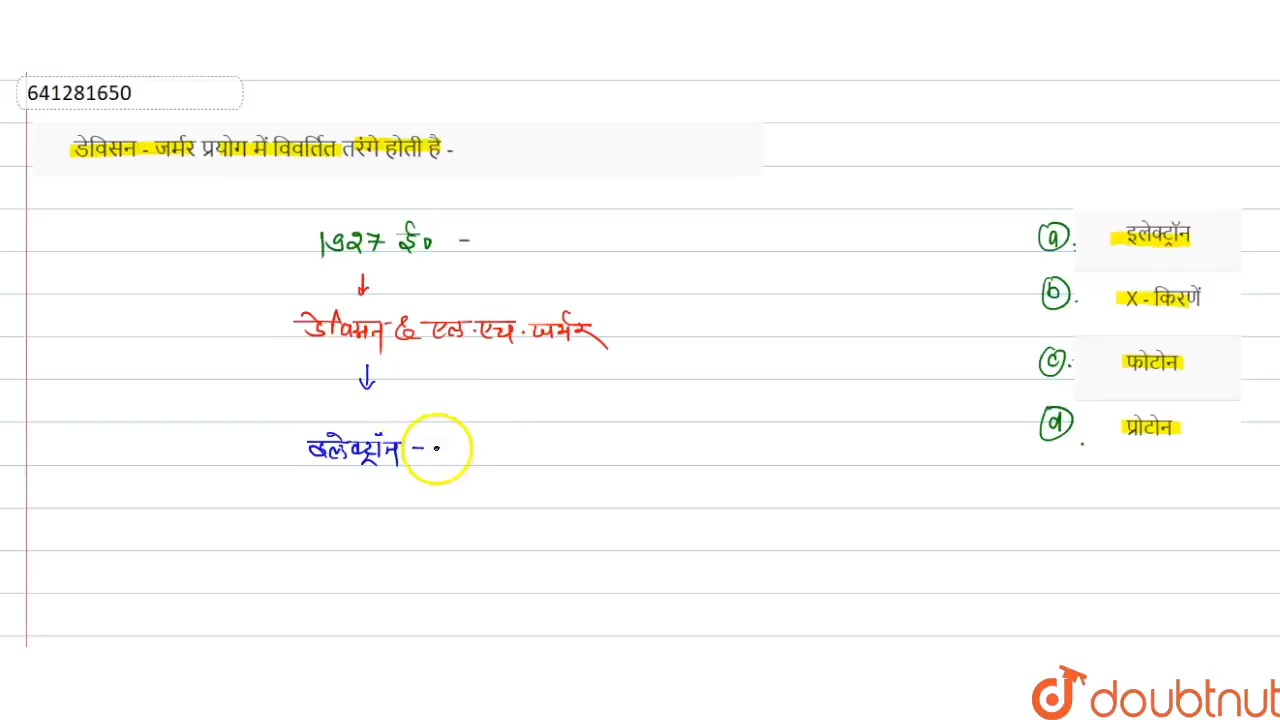 641281650
डेविसन - जर्मर प्रयोग में विवर्तित तरंगे होती है -
1927 ई० -
डेविसन & एल.एच. जर्मर
इलेक्ट्रॉन -
(a). इलेक्ट्रॉन
(b). X - किरणें
(c). फोटोन
(d). प्रोटोन
doubtnut